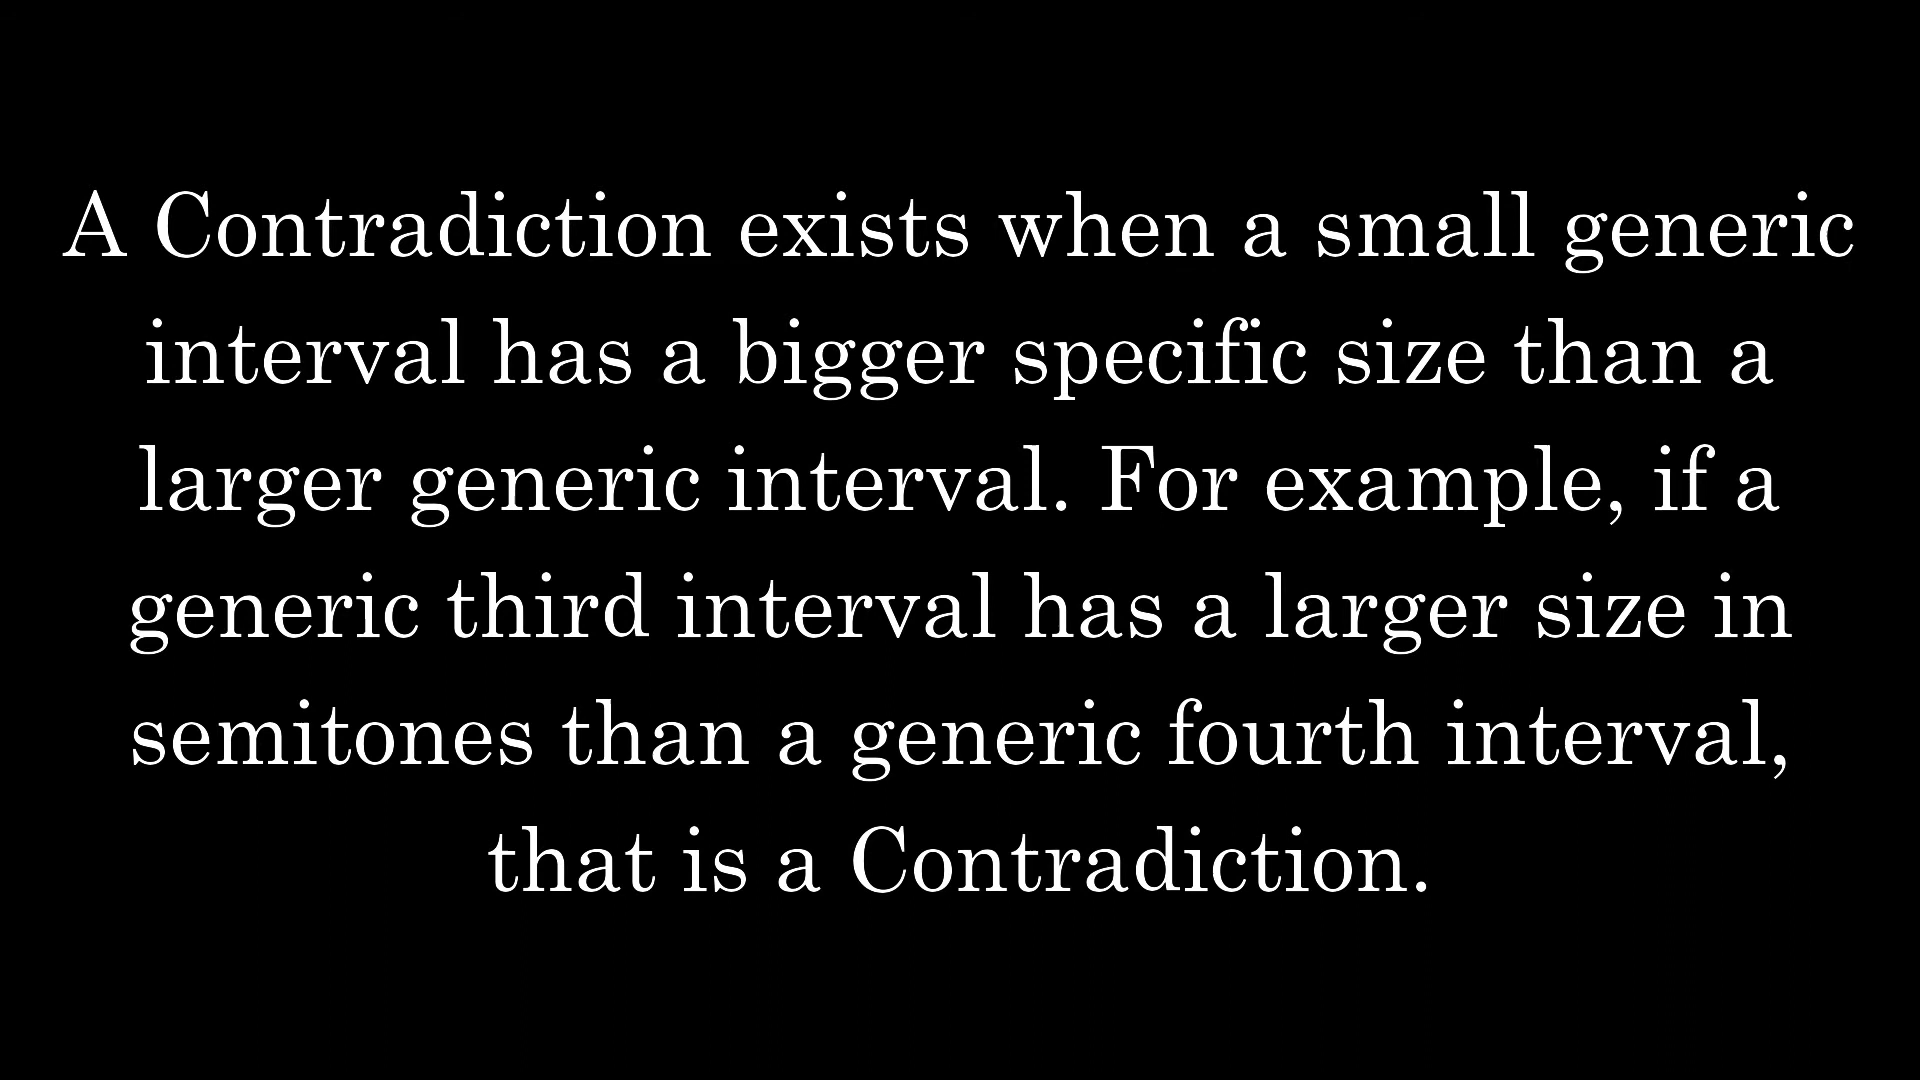 A Contradiction exists when a small generic
interval has a bigger specific size than a
larger generic interval. For example, if a
generic third interval has a larger size in
semitones than a generic fourth interval,
that is a Contradiction.